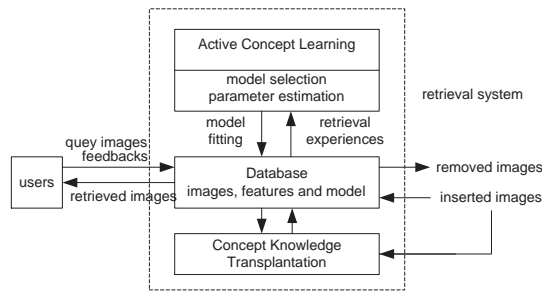 Active Concept Learning
model selection
parameter estimation
retrieval system
model
fitting
retrieval
experiences
quey images
feedbacks
users
retrieved images
Database
images, features and model
removed images
inserted images
Concept Knowledge
Transplantation